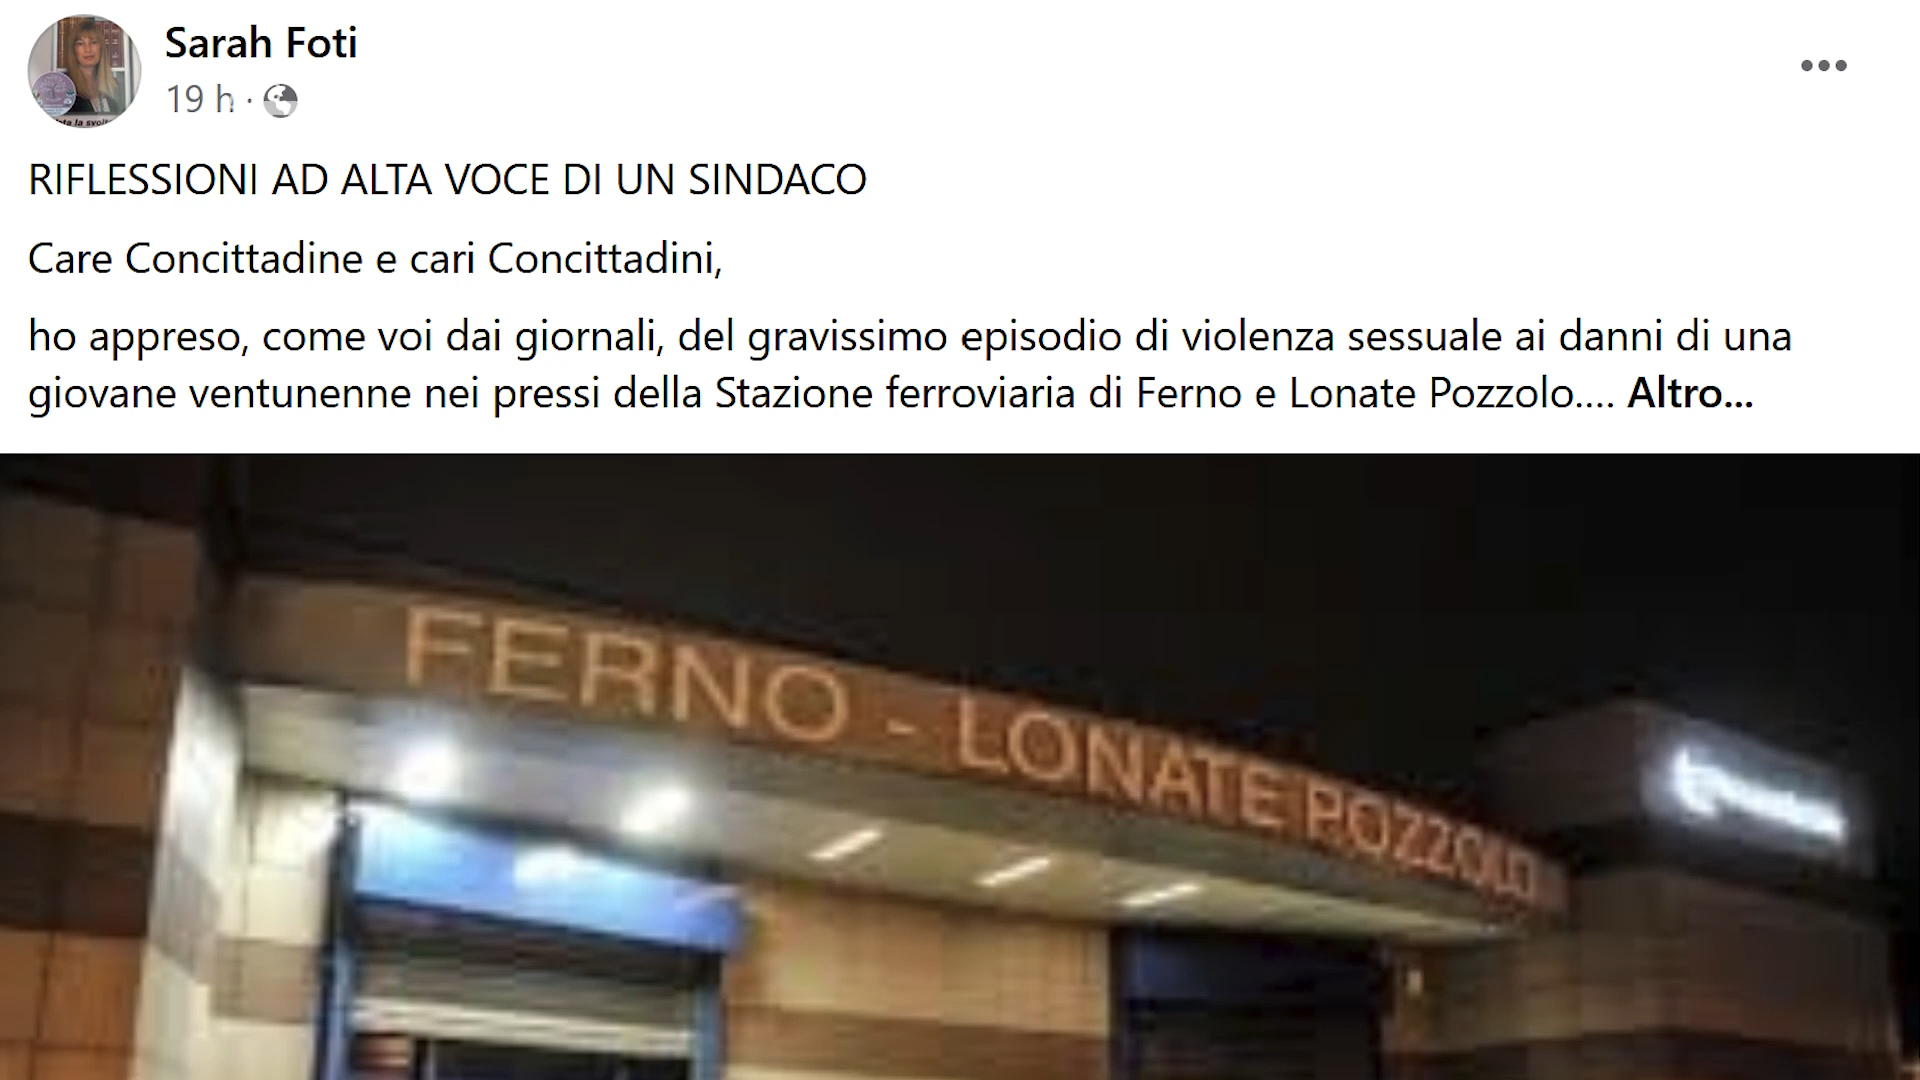 Sarah Foti
19 h ·
RIFLESSIONI AD ALTA VOCE DI UN SINDACO
Care Concittadine e cari Concittadini,
ho appreso, come voi dai giornali, del gravissimo episodio di violenza sessuale ai danni di una
giovane ventunenne nei pressi della Stazione ferroviaria di Ferno e Lonate Pozzolo.... Altro...
FERNO - LONATE POZZOLO